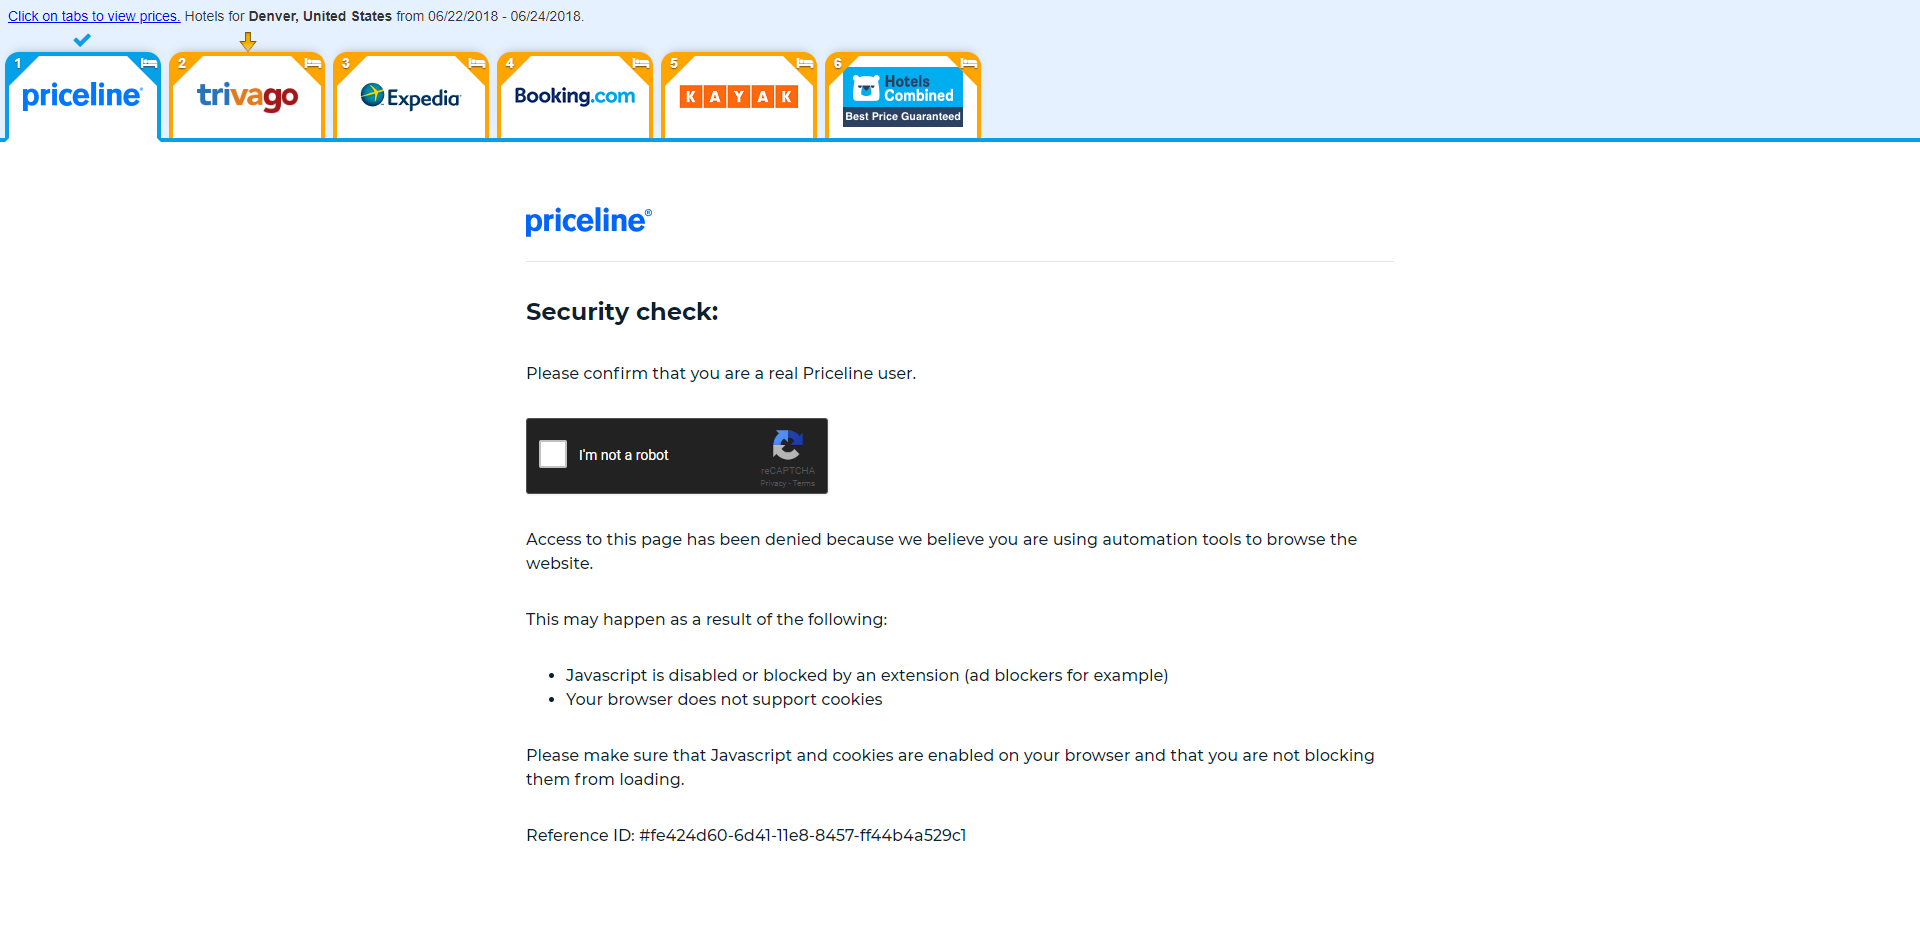 Click on tabs to view prices. Hotels for Denver, United States from 06/22/2018 - 06/24/2018.
1 priceline
2 trivago
3 Expedia
4 Booking.com
5 KAYAK
6 Hotels Combined
Best Price Guaranteed
priceline®
Security check:
Please confirm that you are a real Priceline user.
I'm not a robot
reCAPTCHA
Privacy - Terms
Access to this page has been denied because we believe you are using automation tools to browse the
website.
This may happen as a result of the following:
• Javascript is disabled or blocked by an extension (ad blockers for example)
• Your browser does not support cookies
Please make sure that Javascript and cookies are enabled on your browser and that you are not blocking
them from loading.
Reference ID: #fe424d60-6d41-11e8-8457-ff44b4a529c1